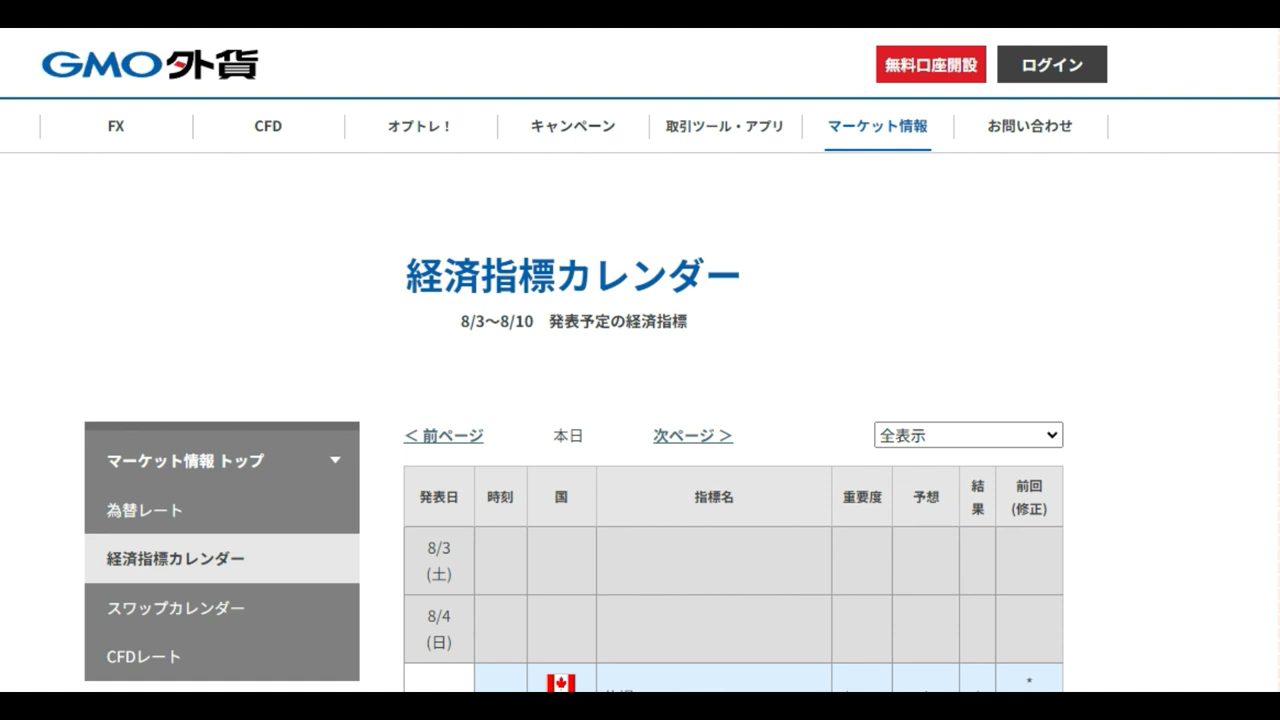 GMO外貨
無料口座開設
ログイン
FX
CFD
オプトレ！
キャンペーン
取引ツール・アプリ
マーケット情報
お問い合わせ
経済指標カレンダー
8/3～8/10　発表予定の経済指標
マーケット情報 トップ
為替レート
経済指標カレンダー
スワップカレンダー
CFDレート
＜ 前ページ
本日
次ページ ＞
全表示
発表日
時刻
国
指標名
重要度
予想
結
果
前回
(修正)
8/3
(土)
8/4
(日)
*